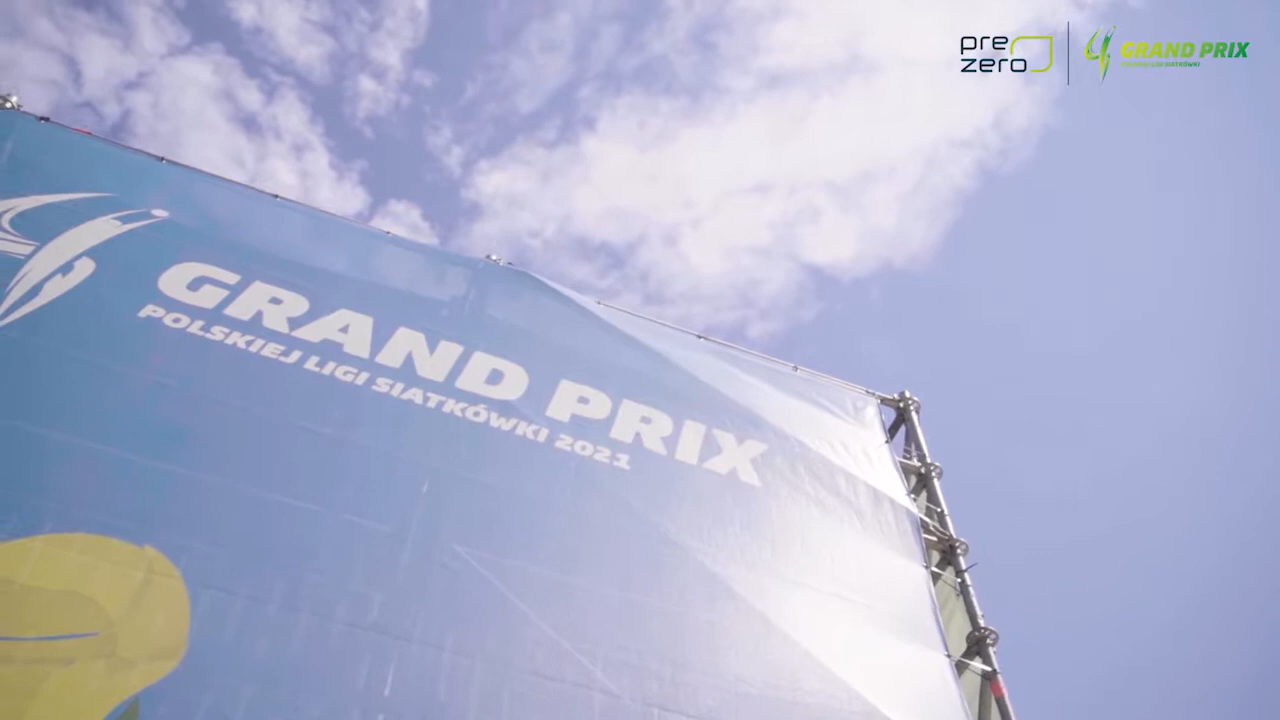 pre
zero
GRAND PRIX
GRAND PRIX
POLSKIEJ LIGI SIATKÓWKI 2021